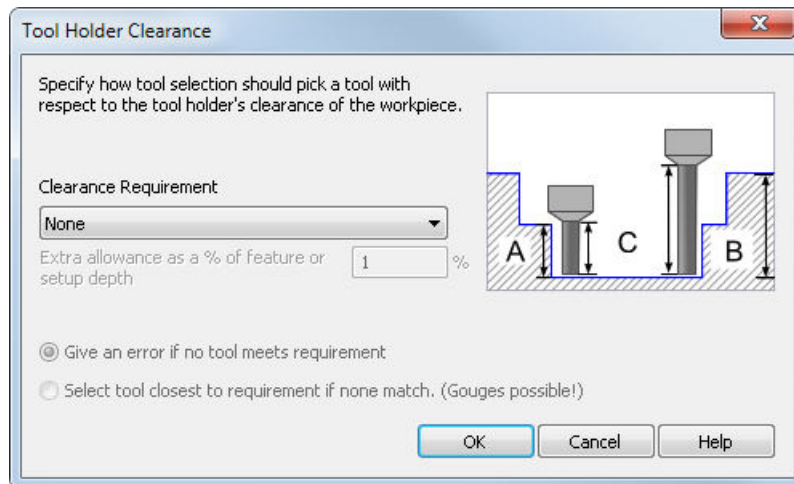 Tool Holder Clearance
Specify how tool selection should pick a tool with
respect to the tool holder's clearance of the workpiece.
Clearance Requirement
None
Extra allowance as a % of feature or
setup depth
1
%
A
C
B
Give an error if no tool meets requirement
Select tool closest to requirement if none match. (Gouges possible!)
OK
Cancel
Help